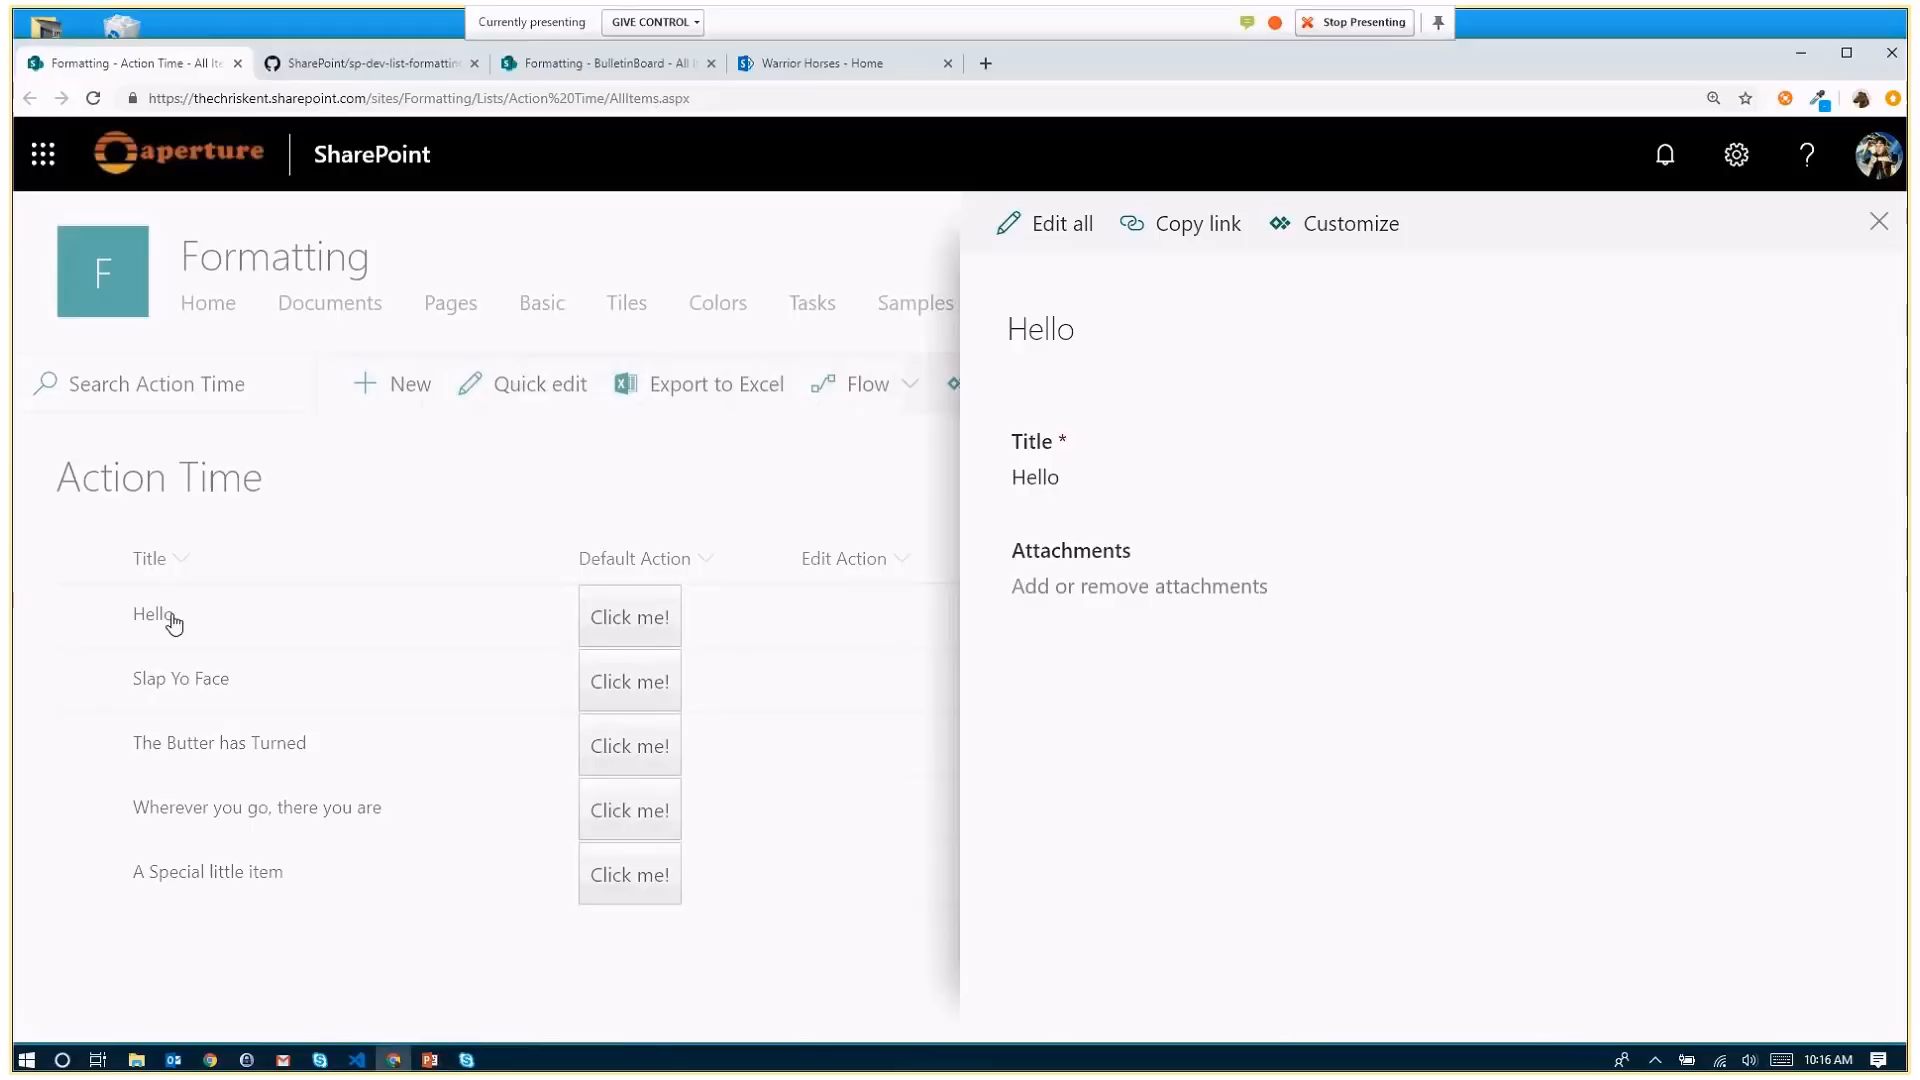 Currently presenting
GIVE CONTROL
Stop Presenting
Formatting - Action Time - All Ite
SharePoint/sp-dev-list-formattin
Formatting - BulletinBoard - All I
Warrior Horses - Home
https://thechriskent.sharepoint.com/sites/Formatting/Lists/Action%20Time/AllItems.aspx
aperture
SharePoint
Edit all
Copy link
Customize
F
Formatting
Home
Documents
Pages
Basic
Tiles
Colors
Tasks
Samples
Hello
Search Action Time
New
Quick edit
Export to Excel
Flow
Title *
Hello
Action Time
Attachments
Add or remove attachments
Title
Default Action
Edit Action
Hello
Click me!
Slap Yo Face
Click me!
The Butter has Turned
Click me!
Wherever you go, there you are
Click me!
A Special little item
Click me!
10:16 AM